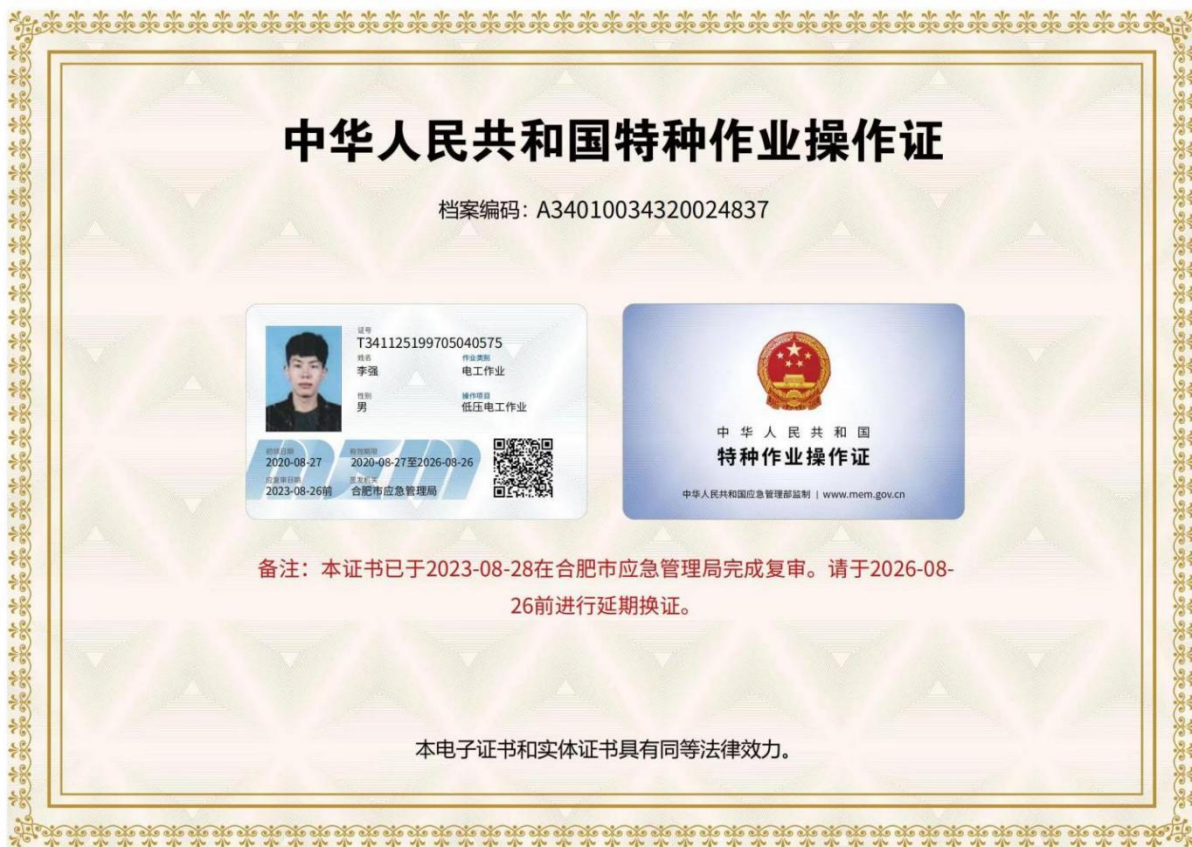 中华人民共和国特种作业操作证
档案编码：A34010034320024837
证号
T341125199705040575
姓名
作业类别
李强
电工作业
性别
操作项目
男
低压电工作业
初领日期
有效期限
2020-08-27
2020-08-27至2026-08-26
应复审日期
签发机关
2023-08-26前
合肥市应急管理局
中华人民共和国
特种作业操作证
中华人民共和国应急管理部监制 | www.mem.gov.cn
备注：本证书已于2023-08-28在合肥市应急管理局完成复审。请于2026-08-
26前进行延期换证。
本电子证书和实体证书具有同等法律效力。